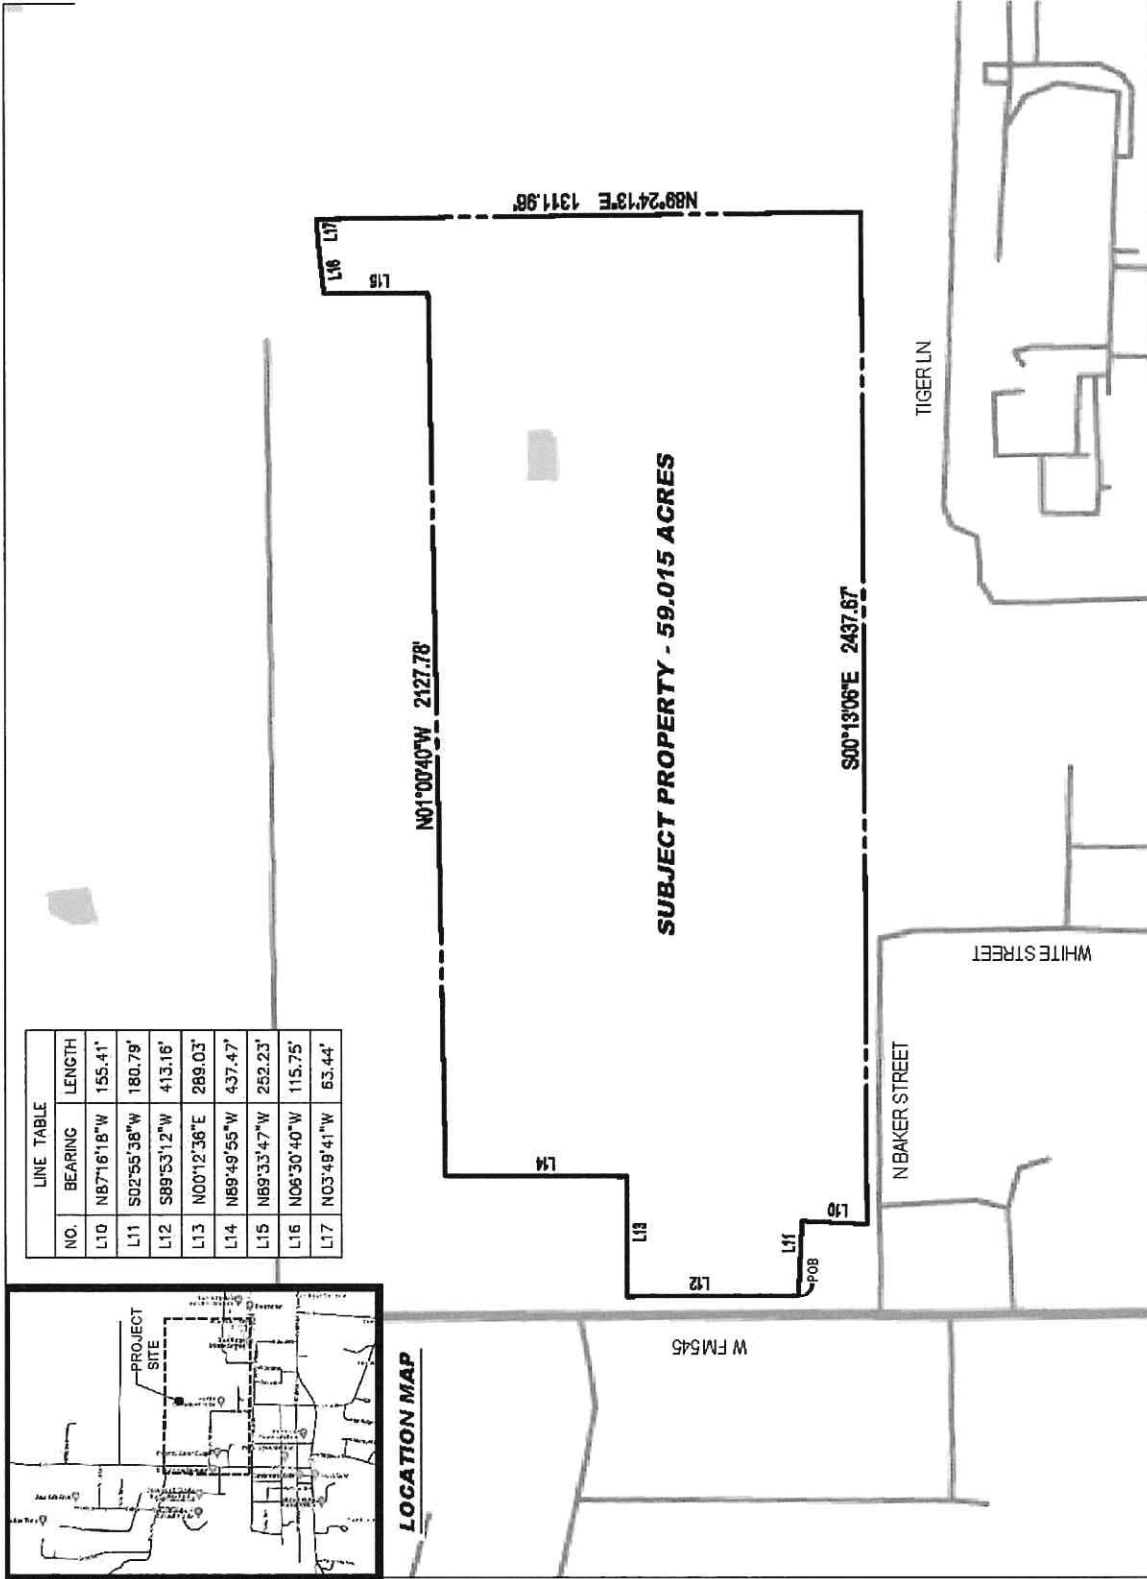 LINE TABLE
NO. BEARING LENGTH
L10 N87°16'18"W 155.41'
L11 S02°55'38"W 180.79'
L12 S89°53'12"W 413.16'
L13 N00°12'36"E 289.03'
L14 N89°49'55"W 437.47'
L15 N89°33'47"W 252.23'
L16 N06°30'40"W 115.75'
L17 N03°49'41"W 63.44'
PROJECT
SITE
LOCATION MAP
N01°00'40"W 2127.78'
L14
L13
L12
L11
L10
POB
L15
L16
L17
N89°24'13"E 1311.96'
SUBJECT PROPERTY - 59.015 ACRES
S00°13'06"E 2437.67'
W FM545
N BAKER STREET
WHITE STREET
TIGER LN